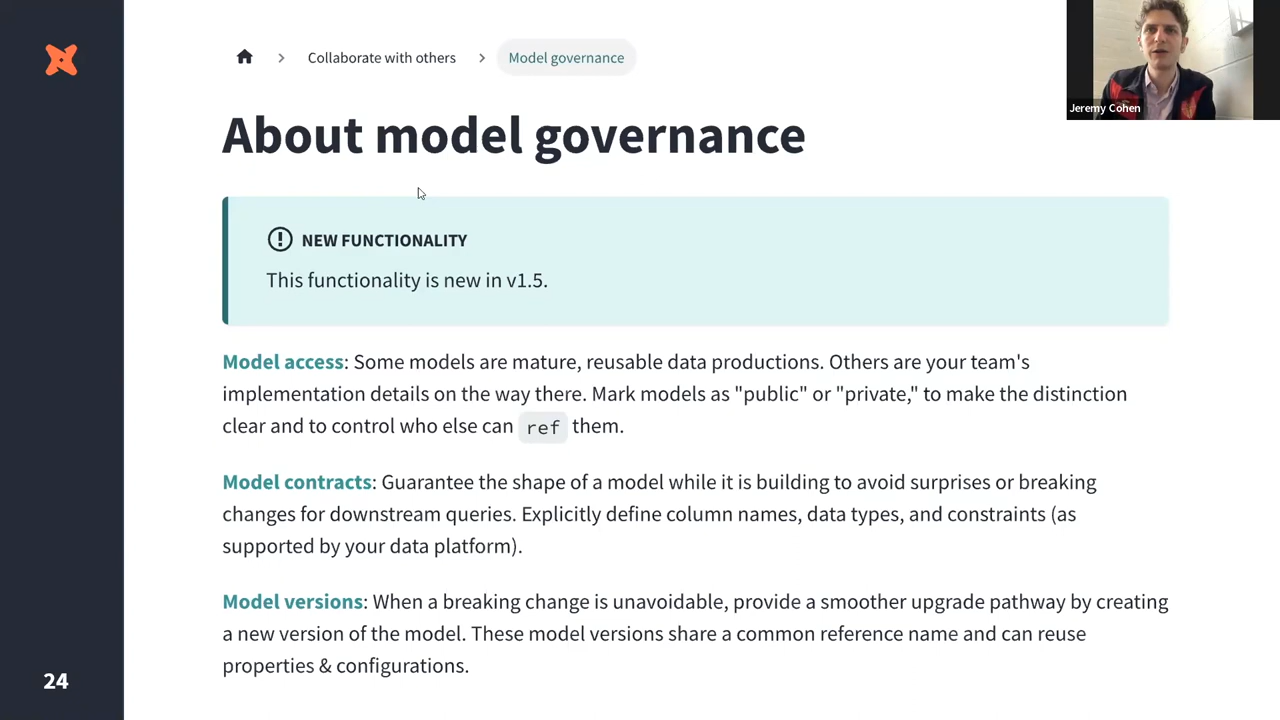 Collaborate with others
Model governance
Jeremy Cohen
About model governance
NEW FUNCTIONALITY
This functionality is new in v1.5.
Model access: Some models are mature, reusable data productions. Others are your team's
implementation details on the way there. Mark models as "public" or "private," to make the distinction
clear and to control who else can ref them.
Model contracts: Guarantee the shape of a model while it is building to avoid surprises or breaking
changes for downstream queries. Explicitly define column names, data types, and constraints (as
supported by your data platform).
Model versions: When a breaking change is unavoidable, provide a smoother upgrade pathway by creating
a new version of the model. These model versions share a common reference name and can reuse
properties & configurations.
24